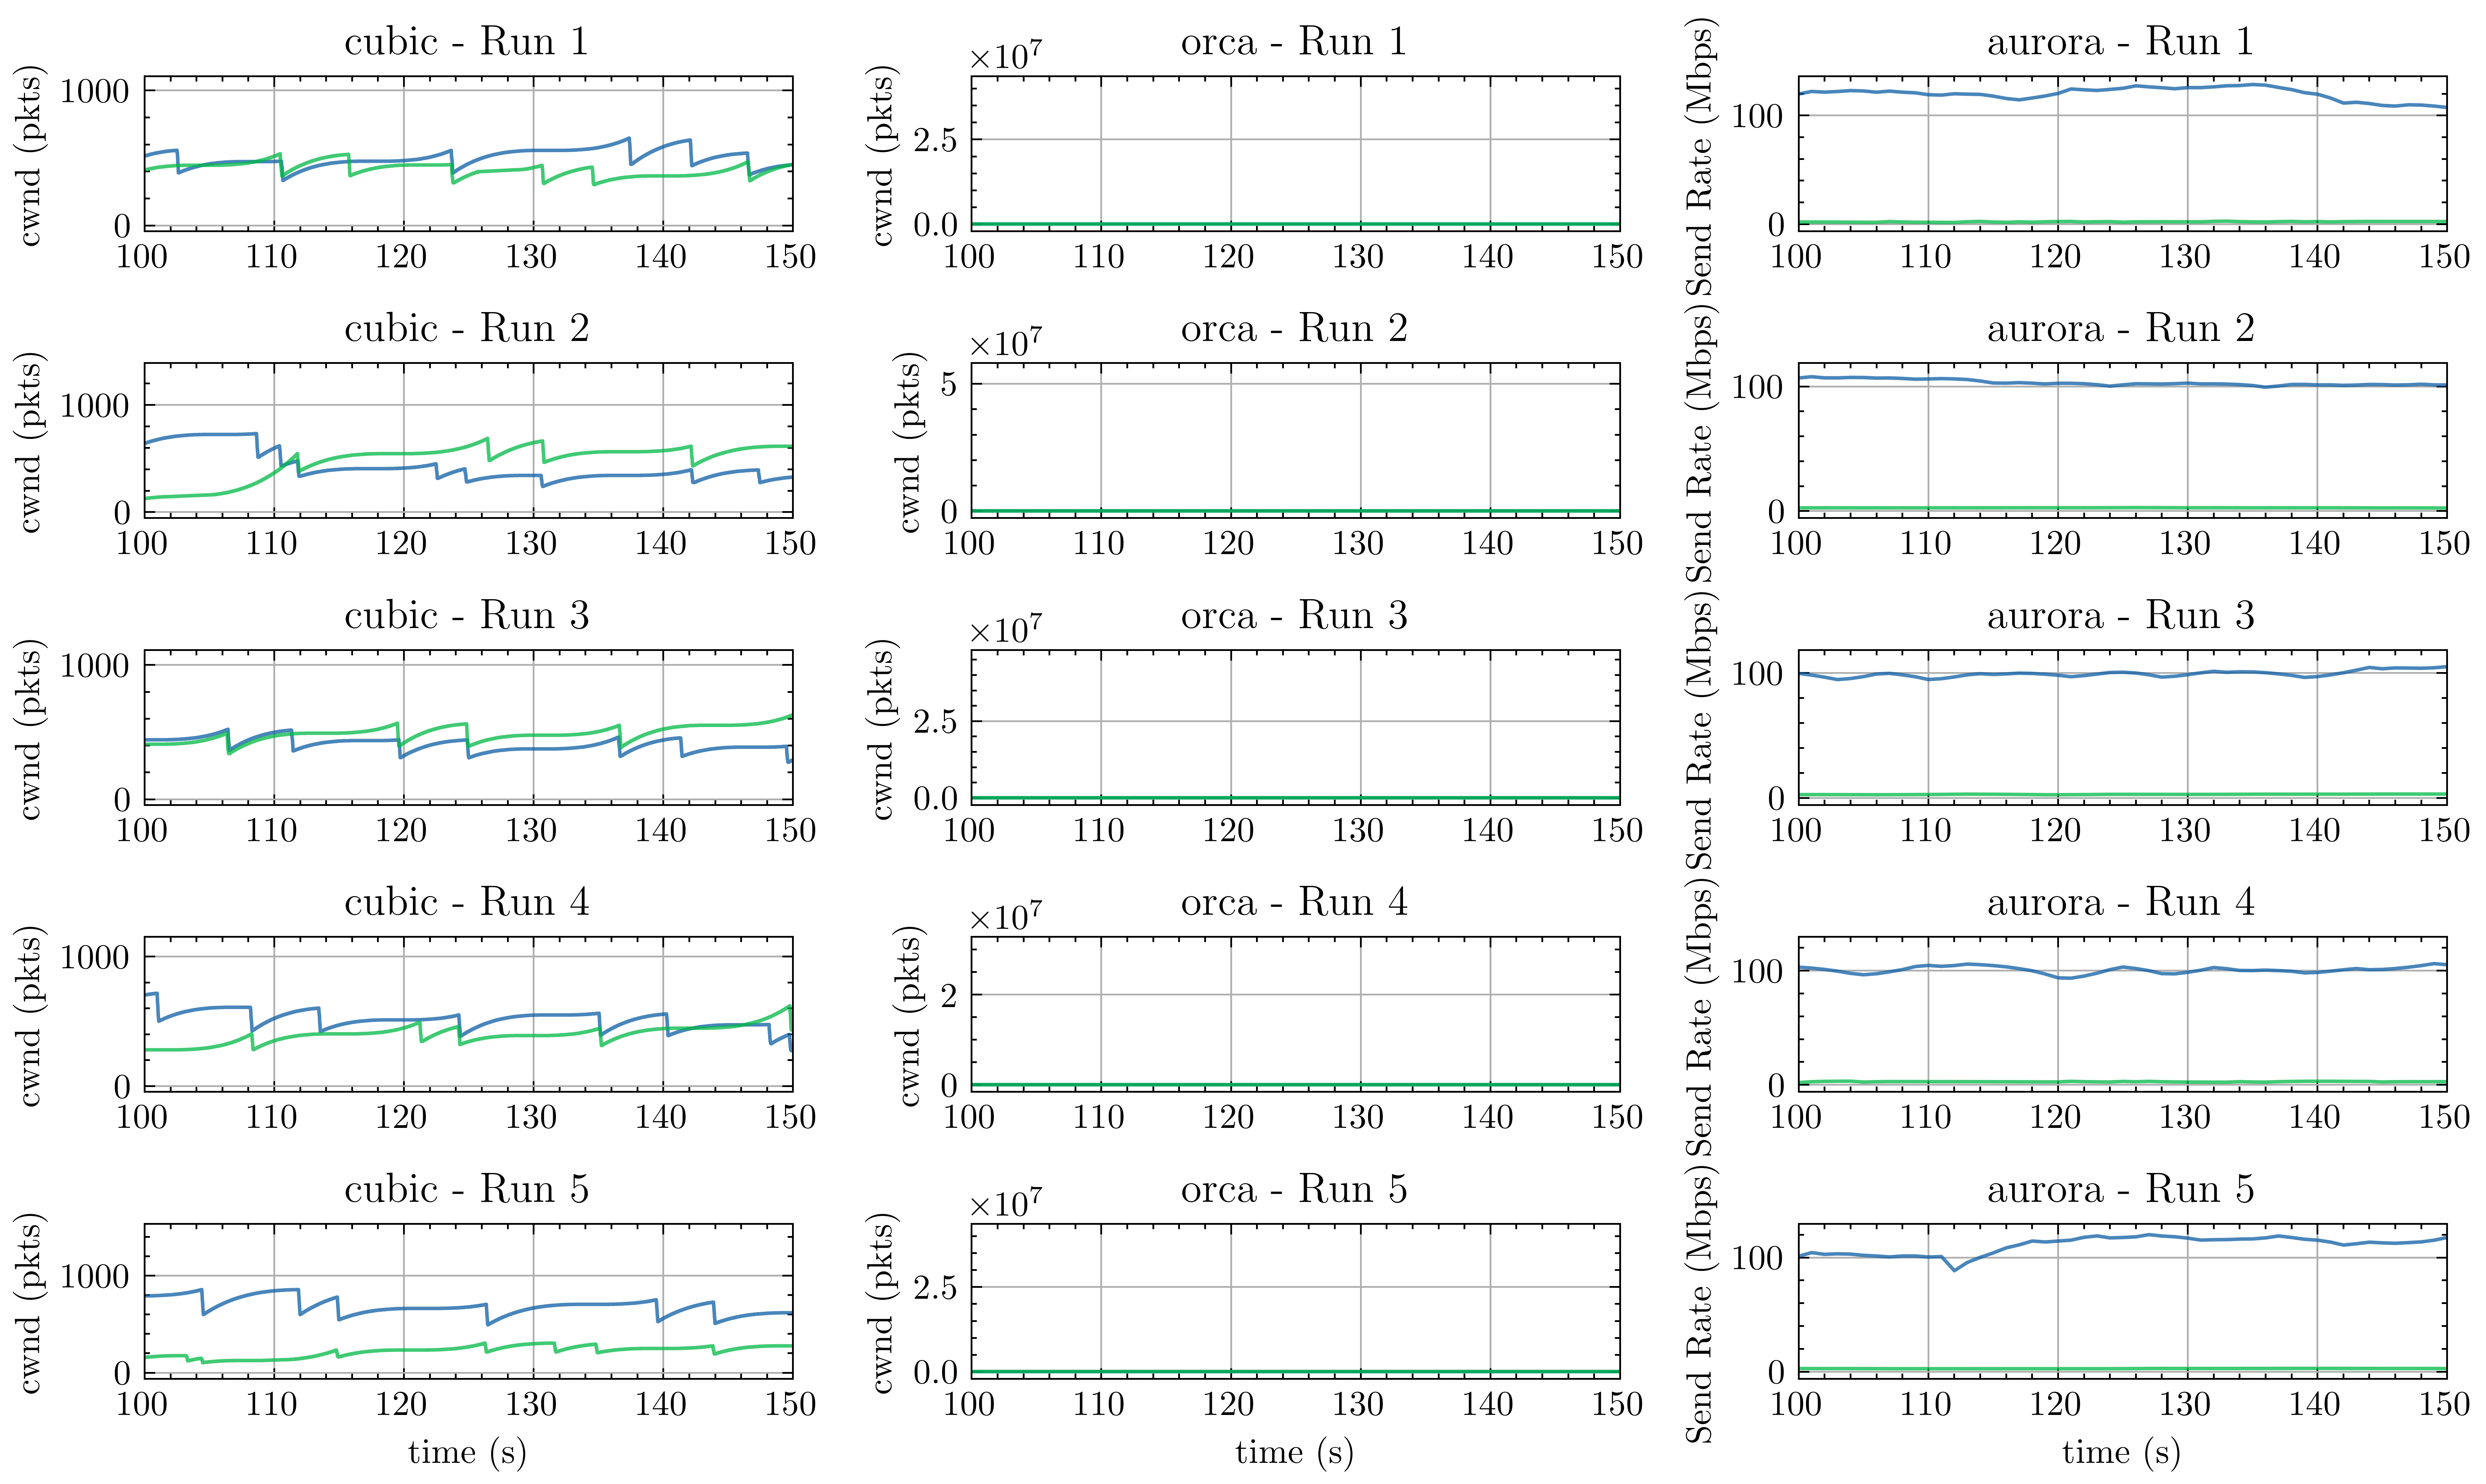 cubic - Run 1
cwnd (pkts)
1000
0
100 110 120 130 140 150
orca - Run 1
×10⁷
cwnd (pkts)
2.5
0.0
100 110 120 130 140 150
aurora - Run 1
Send Rate (Mbps)
100
0
100 110 120 130 140 150
cubic - Run 2
cwnd (pkts)
1000
0
100 110 120 130 140 150
orca - Run 2
×10⁷
cwnd (pkts)
5
0
100 110 120 130 140 150
aurora - Run 2
Send Rate (Mbps)
100
0
100 110 120 130 140 150
cubic - Run 3
cwnd (pkts)
1000
0
100 110 120 130 140 150
orca - Run 3
×10⁷
cwnd (pkts)
2.5
0.0
100 110 120 130 140 150
aurora - Run 3
Send Rate (Mbps)
100
0
100 110 120 130 140 150
cubic - Run 4
cwnd (pkts)
1000
0
100 110 120 130 140 150
orca - Run 4
×10⁷
cwnd (pkts)
2
0
100 110 120 130 140 150
aurora - Run 4
Send Rate (Mbps)
100
0
100 110 120 130 140 150
cubic - Run 5
cwnd (pkts)
1000
0
100 110 120 130 140 150
time (s)
orca - Run 5
×10⁷
cwnd (pkts)
2.5
0.0
100 110 120 130 140 150
time (s)
aurora - Run 5
Send Rate (Mbps)
100
0
100 110 120 130 140 150
time (s)